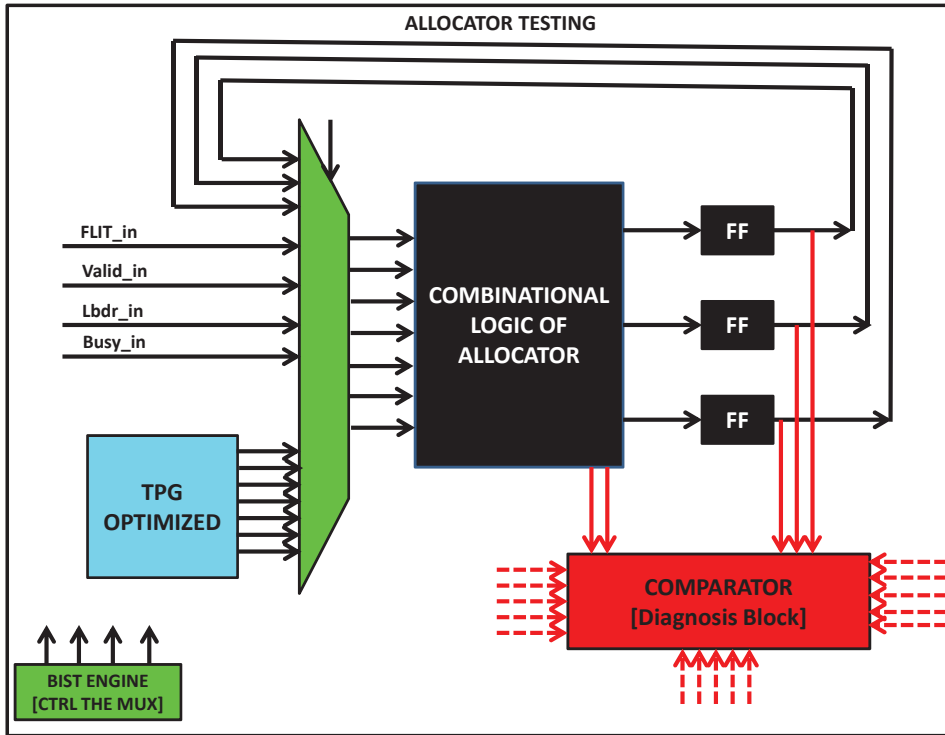 ALLOCATOR TESTING
FLIT_in
Valid_in
Lbdr_in
Busy_in
COMBINATIONAL
LOGIC OF
ALLOCATOR
FF
FF
FF
TPG
OPTIMIZED
COMPARATOR
[Diagnosis Block]
BIST ENGINE
[CTRL THE MUX]